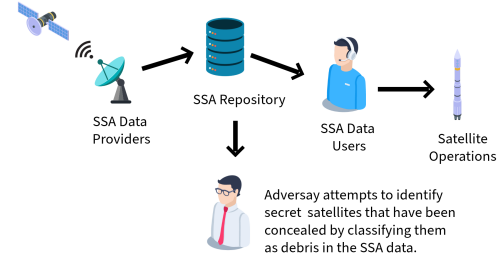 SSA Data
Providers
SSA Repository
SSA Data
Users
Satellite
Operations
Adversay attempts to identify
secret satellites that have been
concealed by classifying them
as debris in the SSA data.